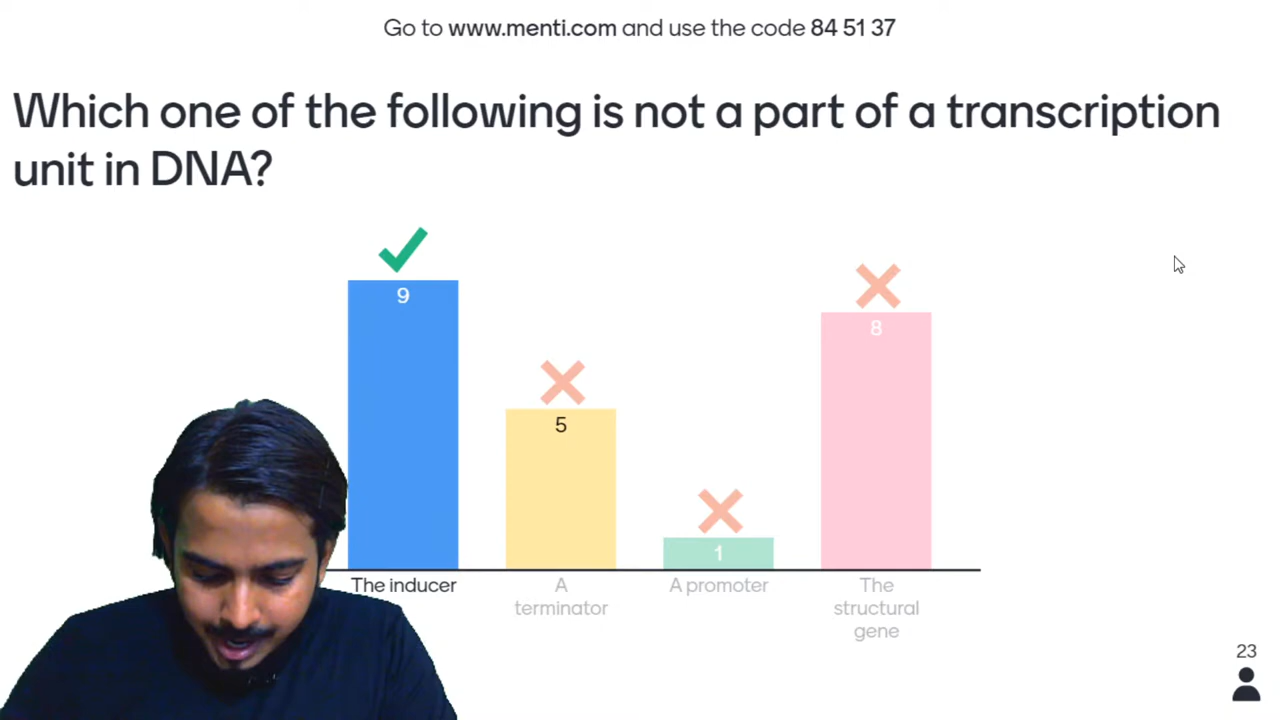 Go to www.menti.com and use the code 84 51 37
Which one of the following is not a part of a transcription
unit in DNA?
9
5
1
8
The inducer
A
terminator
A promoter
The
structural
gene
23